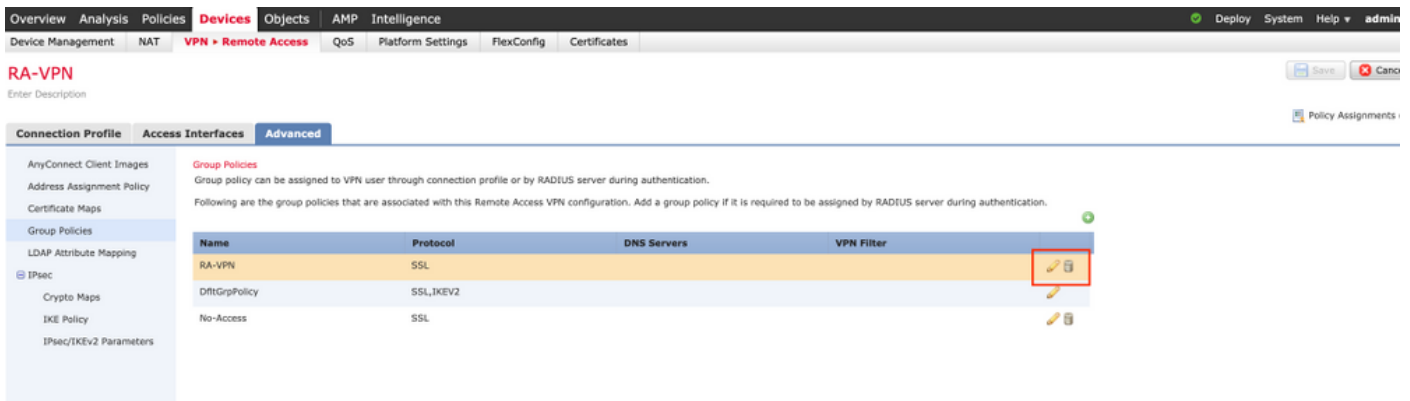 Overview Analysis Policies Devices Objects AMP Intelligence Deploy System Help admin
Device Management NAT VPN ▸ Remote Access QoS Platform Settings FlexConfig Certificates
RA-VPN
Save Canc
Enter Description
Policy Assignments
Connection Profile Access Interfaces Advanced
AnyConnect Client Images
Address Assignment Policy
Certificate Maps
Group Policies
LDAP Attribute Mapping
IPsec
Crypto Maps
IKE Policy
IPsec/IKEv2 Parameters
Group Policies
Group policy can be assigned to VPN user through connection profile or by RADIUS server during authentication.
Following are the group policies that are associated with this Remote Access VPN configuration. Add a group policy if it is required to be assigned by RADIUS server during authentication.
Name Protocol DNS Servers VPN Filter
RA-VPN SSL
DfltGrpPolicy SSL,IKEV2
No-Access SSL